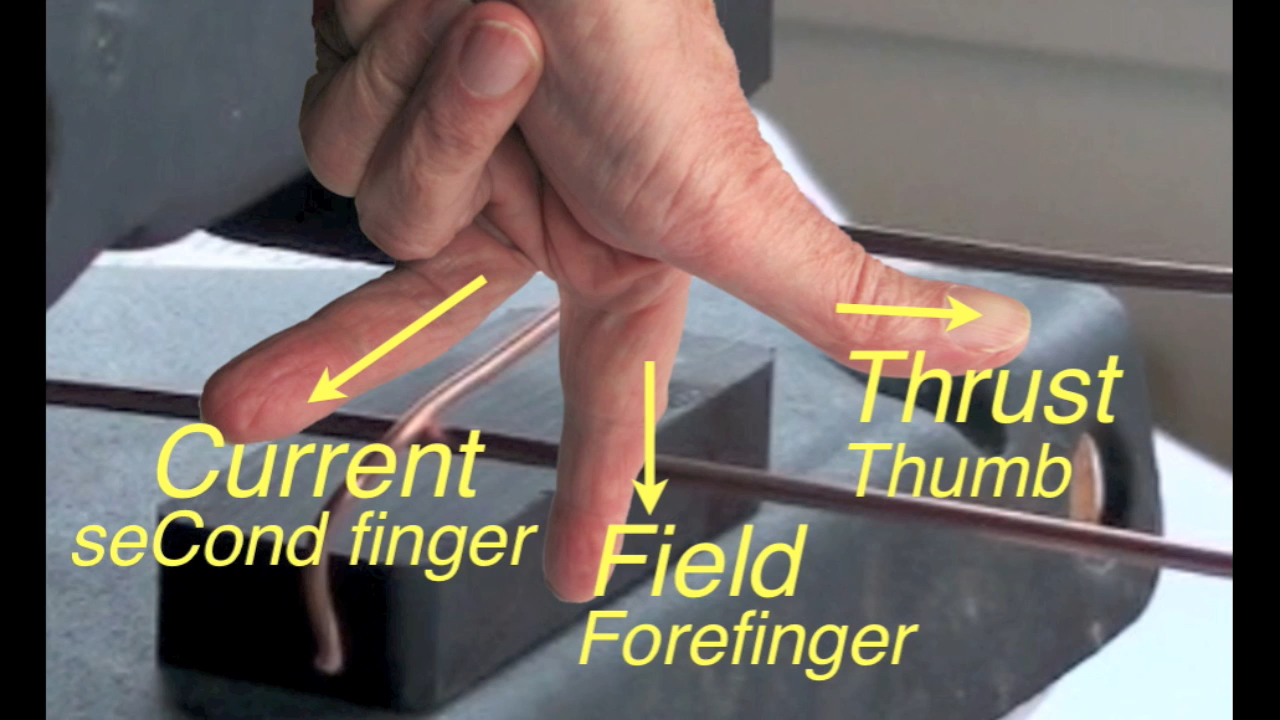 Thrust
Thumb
Current
seCond finger
Field
Forefinger